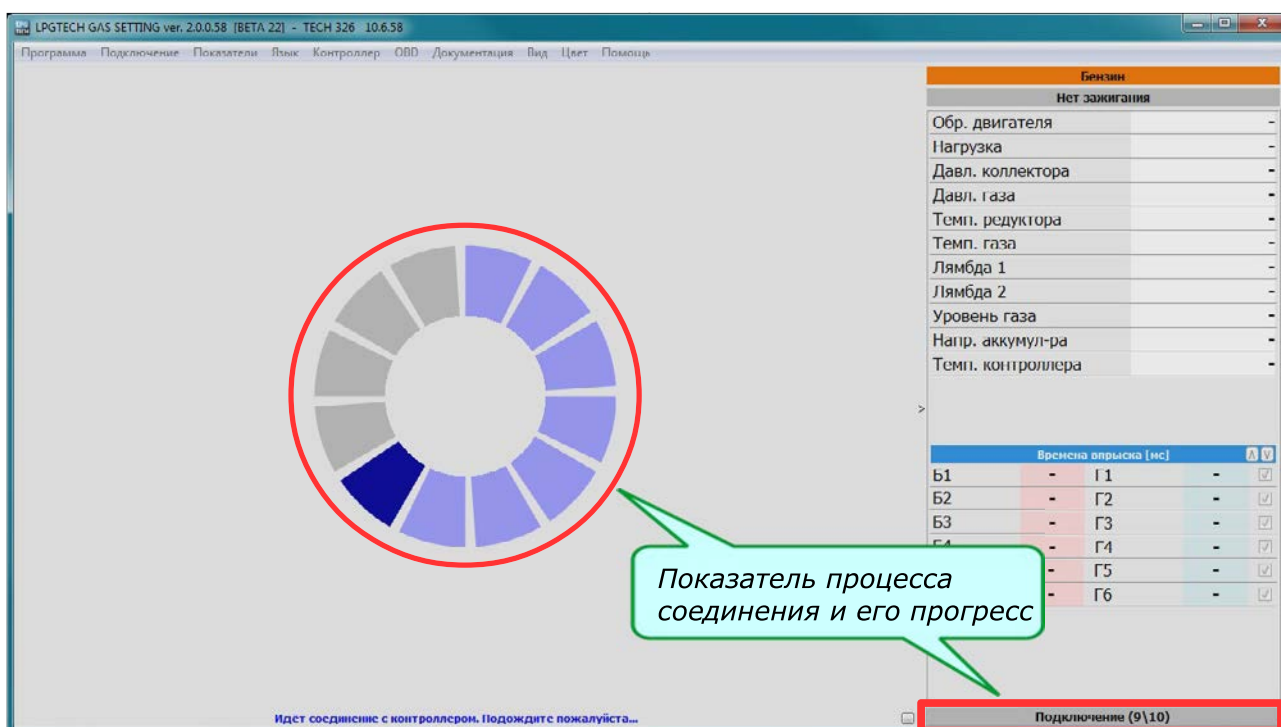 LPGTECH GAS SETTING ver. 2.0.0.58 [BETA 22] - TECH 326 10.6.58
Программа Подключение Показатели Язык Контроллер OBD Документация Вид Цвет Помощь
Бензин
Нет зажигания
Обр. двигателя -
Нагрузка -
Давл. коллектора -
Давл. газа -
Темп. редуктора -
Темп. газа -
Лямбда 1 -
Лямбда 2 -
Уровень газа -
Напр. аккумул-ра -
Темп. контроллера -
>
Времена впрыска [мс]
Б1 - Г1 -
Б2 - Г2 -
Б3 - Г3 -
- Г4 -
- Г5 -
- Г6 -
Показатель процесса
соединения и его прогресс
Идет соединение с контроллером. Подождите пожалуйста...
Подключение (9\10)